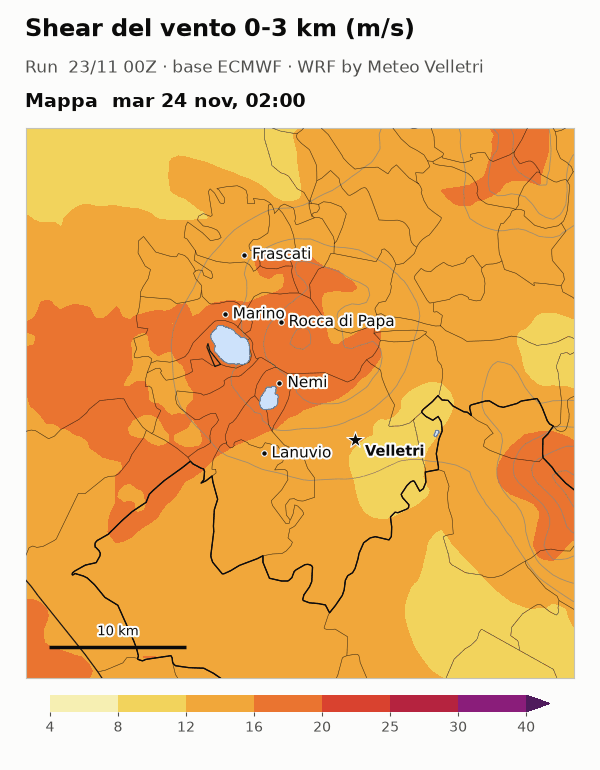 Shear del vento 0-3 km (m/s)
Run  23/11 00Z · base ECMWF · WRF by Meteo Velletri
Mappa  mar 24 nov, 02:00
Frascati
Marino
Rocca di Papa
Nemi
Velletri
Lanuvio
10 km
4 8 12 16 20 25 30 40